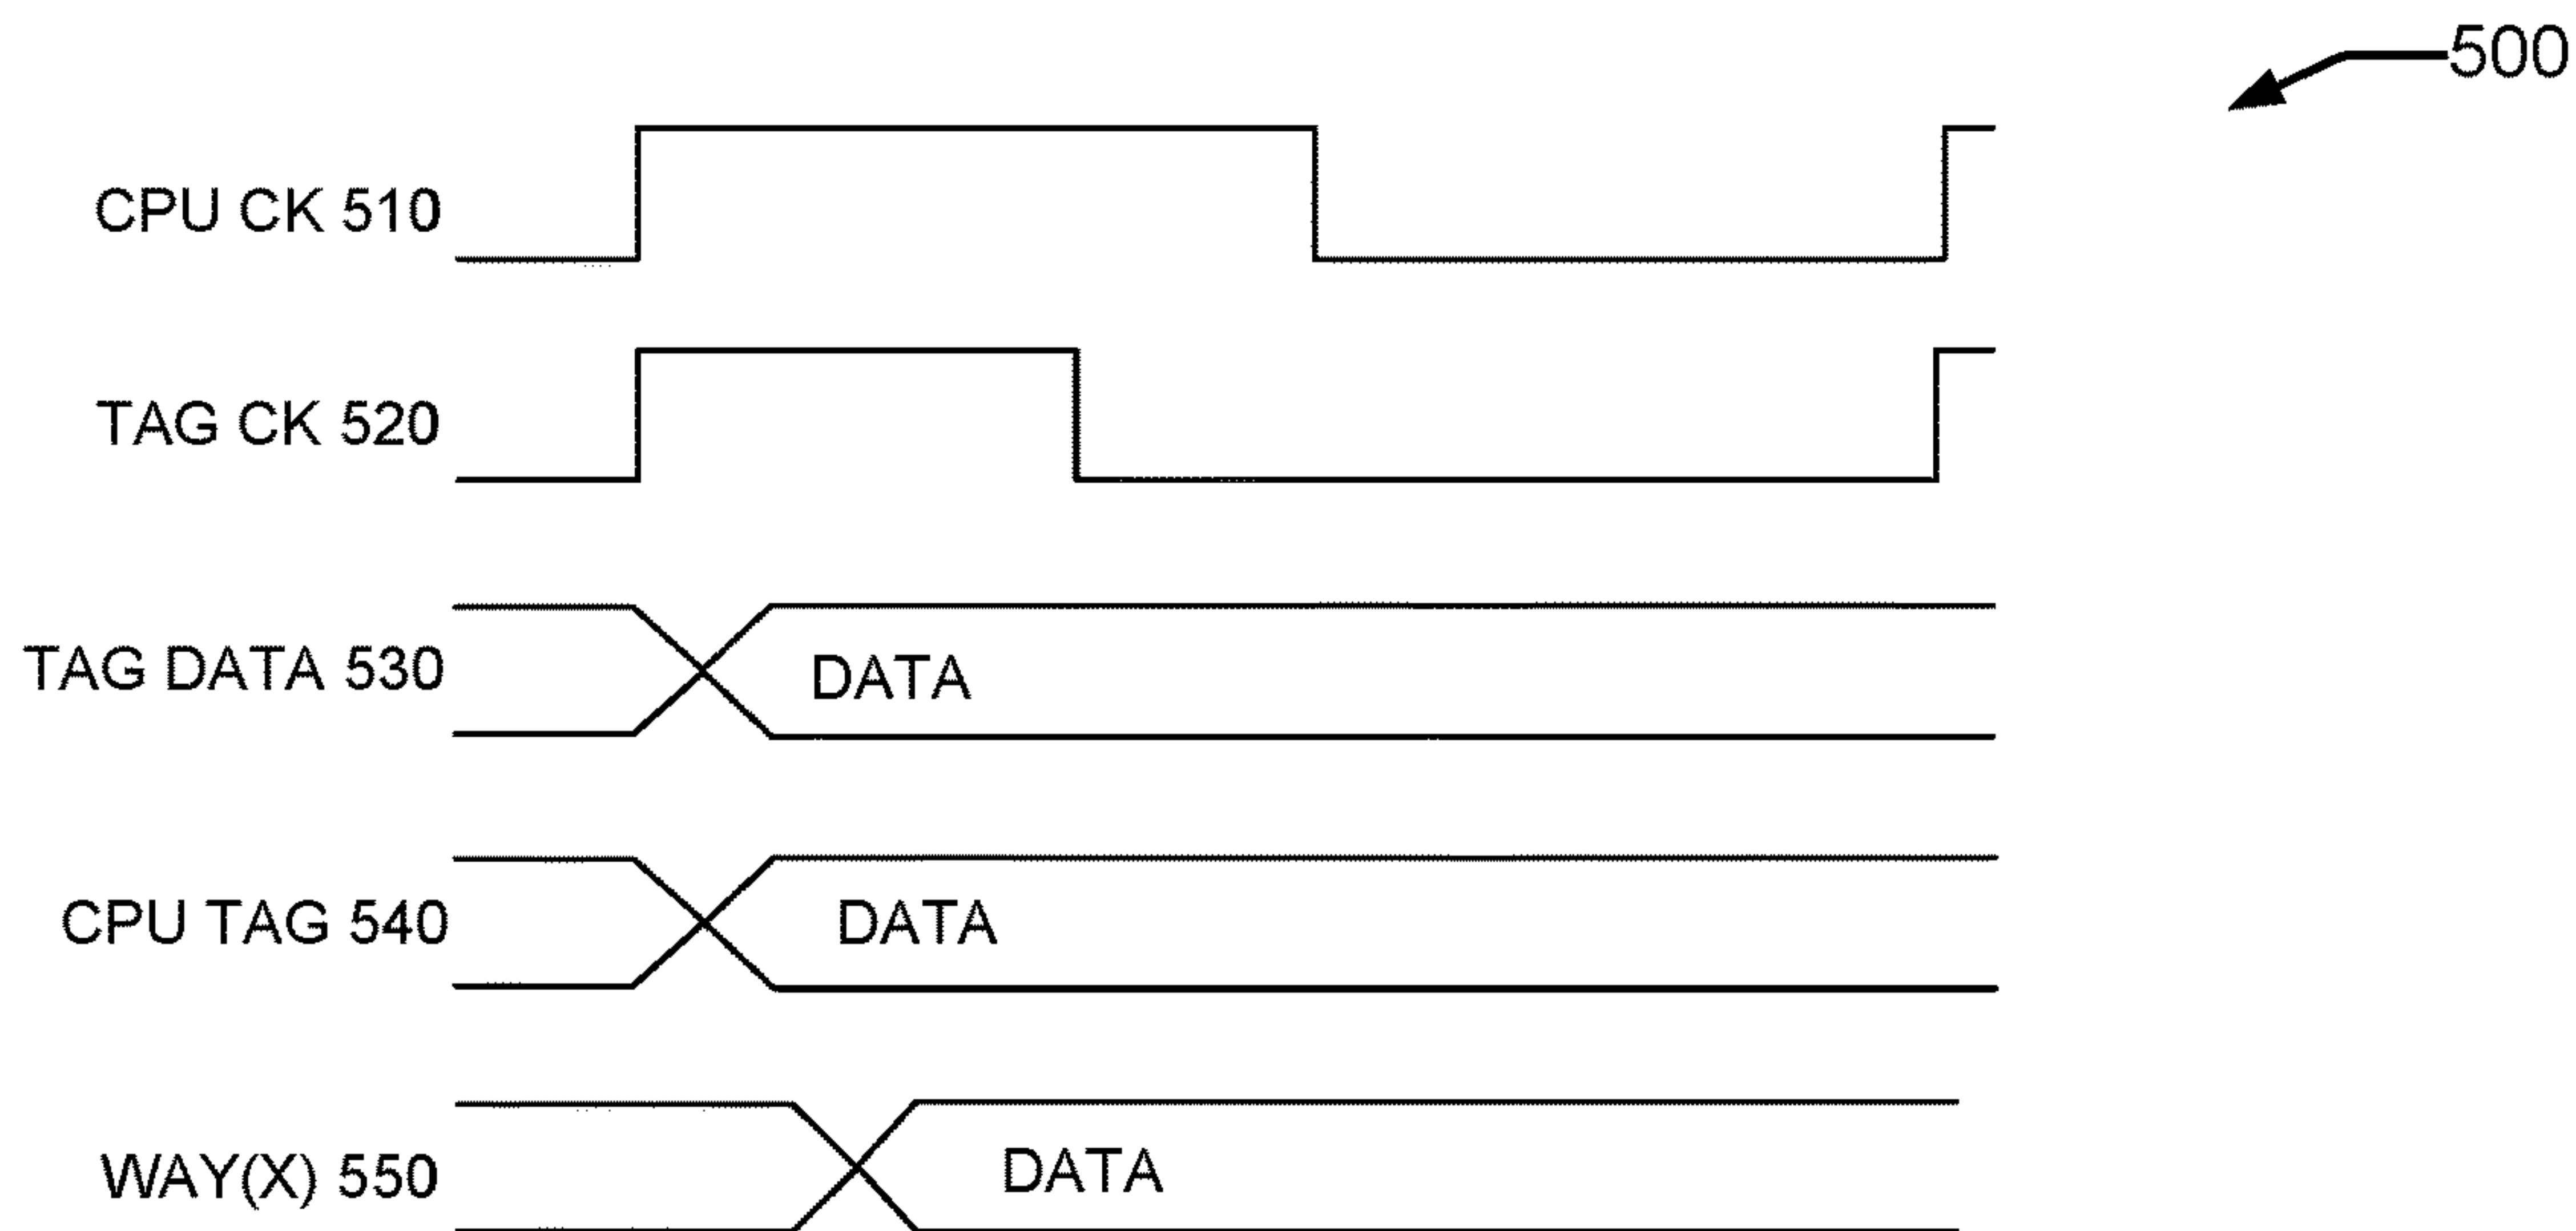 500
CPU CK 510
TAG CK 520
TAG DATA 530 DATA
CPU TAG 540 DATA
WAY(X) 550 DATA